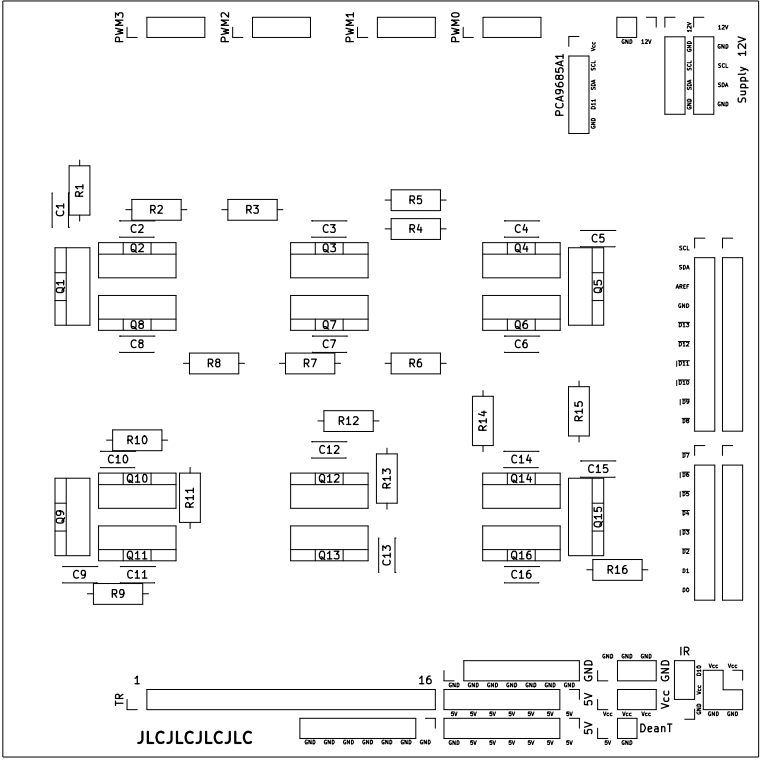 PWM3 PWM2 PWM1 PWM0
GND 12V
PCA9685A1
Vcc
SCL
SDA
D11
GND
12V
GND
SCL
SDA
GND
12V
GND
SCL
SDA
GND
Supply 12V
C1 R1
R2 R3 R5
R4
C2 C3 C4 C5
Q2 Q3 Q4
Q1 Q5
Q8 Q7 Q6
C8 C7 C6
R8 R7 R6
SCL
SDA
AREF
GND
D13
D12
|D11
|D10
|D9
D8
R14 R15
R12
R10
C10 C12 C14 C15
Q10 Q12 Q14
R11 R13
Q9 Q15
Q11 Q13 Q16
C13
C9 C11 C16
R9 R16
D7
|D6
|D5
D4
|D3
D2
D1
D0
GND GND GND
IR
GND GND
D10
Vcc
GND
Vcc Vcc
GND GND
1 16
GND GND GND GND GND GND GND
TR
5V Vcc
5V 5V 5V 5V 5V 5V 5V
Vcc Vcc Vcc
JLCJLCJLCJLC
5V DeanT
GND GND GND GND GND GND GND
5V 5V 5V 5V 5V 5V 5V
5V GND